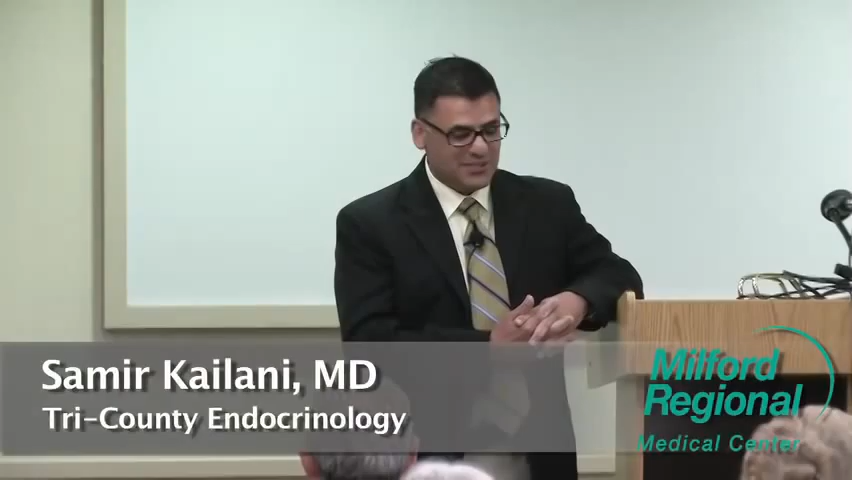 Samir Kailani, MD
Tri-County Endocrinology
Milford
Regional
Medical Center